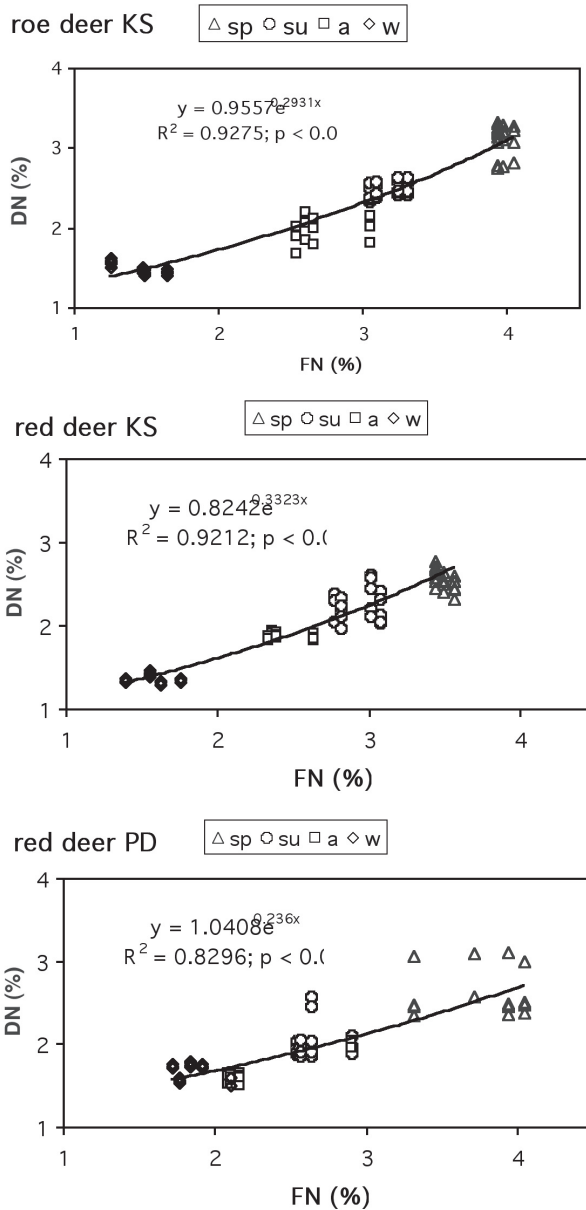 roe deer KS
△ sp ○ su □ a ◇ w
y = 0.9557e^0.2931x
R² = 0.9275; p < 0.0
DN (%)
4
3
2
1
1 2 3 4
FN (%)
red deer KS
△ sp ○ su □ a ◇ w
y = 0.8242e^0.3323x
R² = 0.9212; p < 0.0
DN (%)
4
3
2
1
1 2 3 4
FN (%)
red deer PD
△ sp ○ su □ a ◇ w
y = 1.0408e^0.236x
R² = 0.8296; p < 0.0
DN (%)
4
3
2
1
1 2 3 4
FN (%)